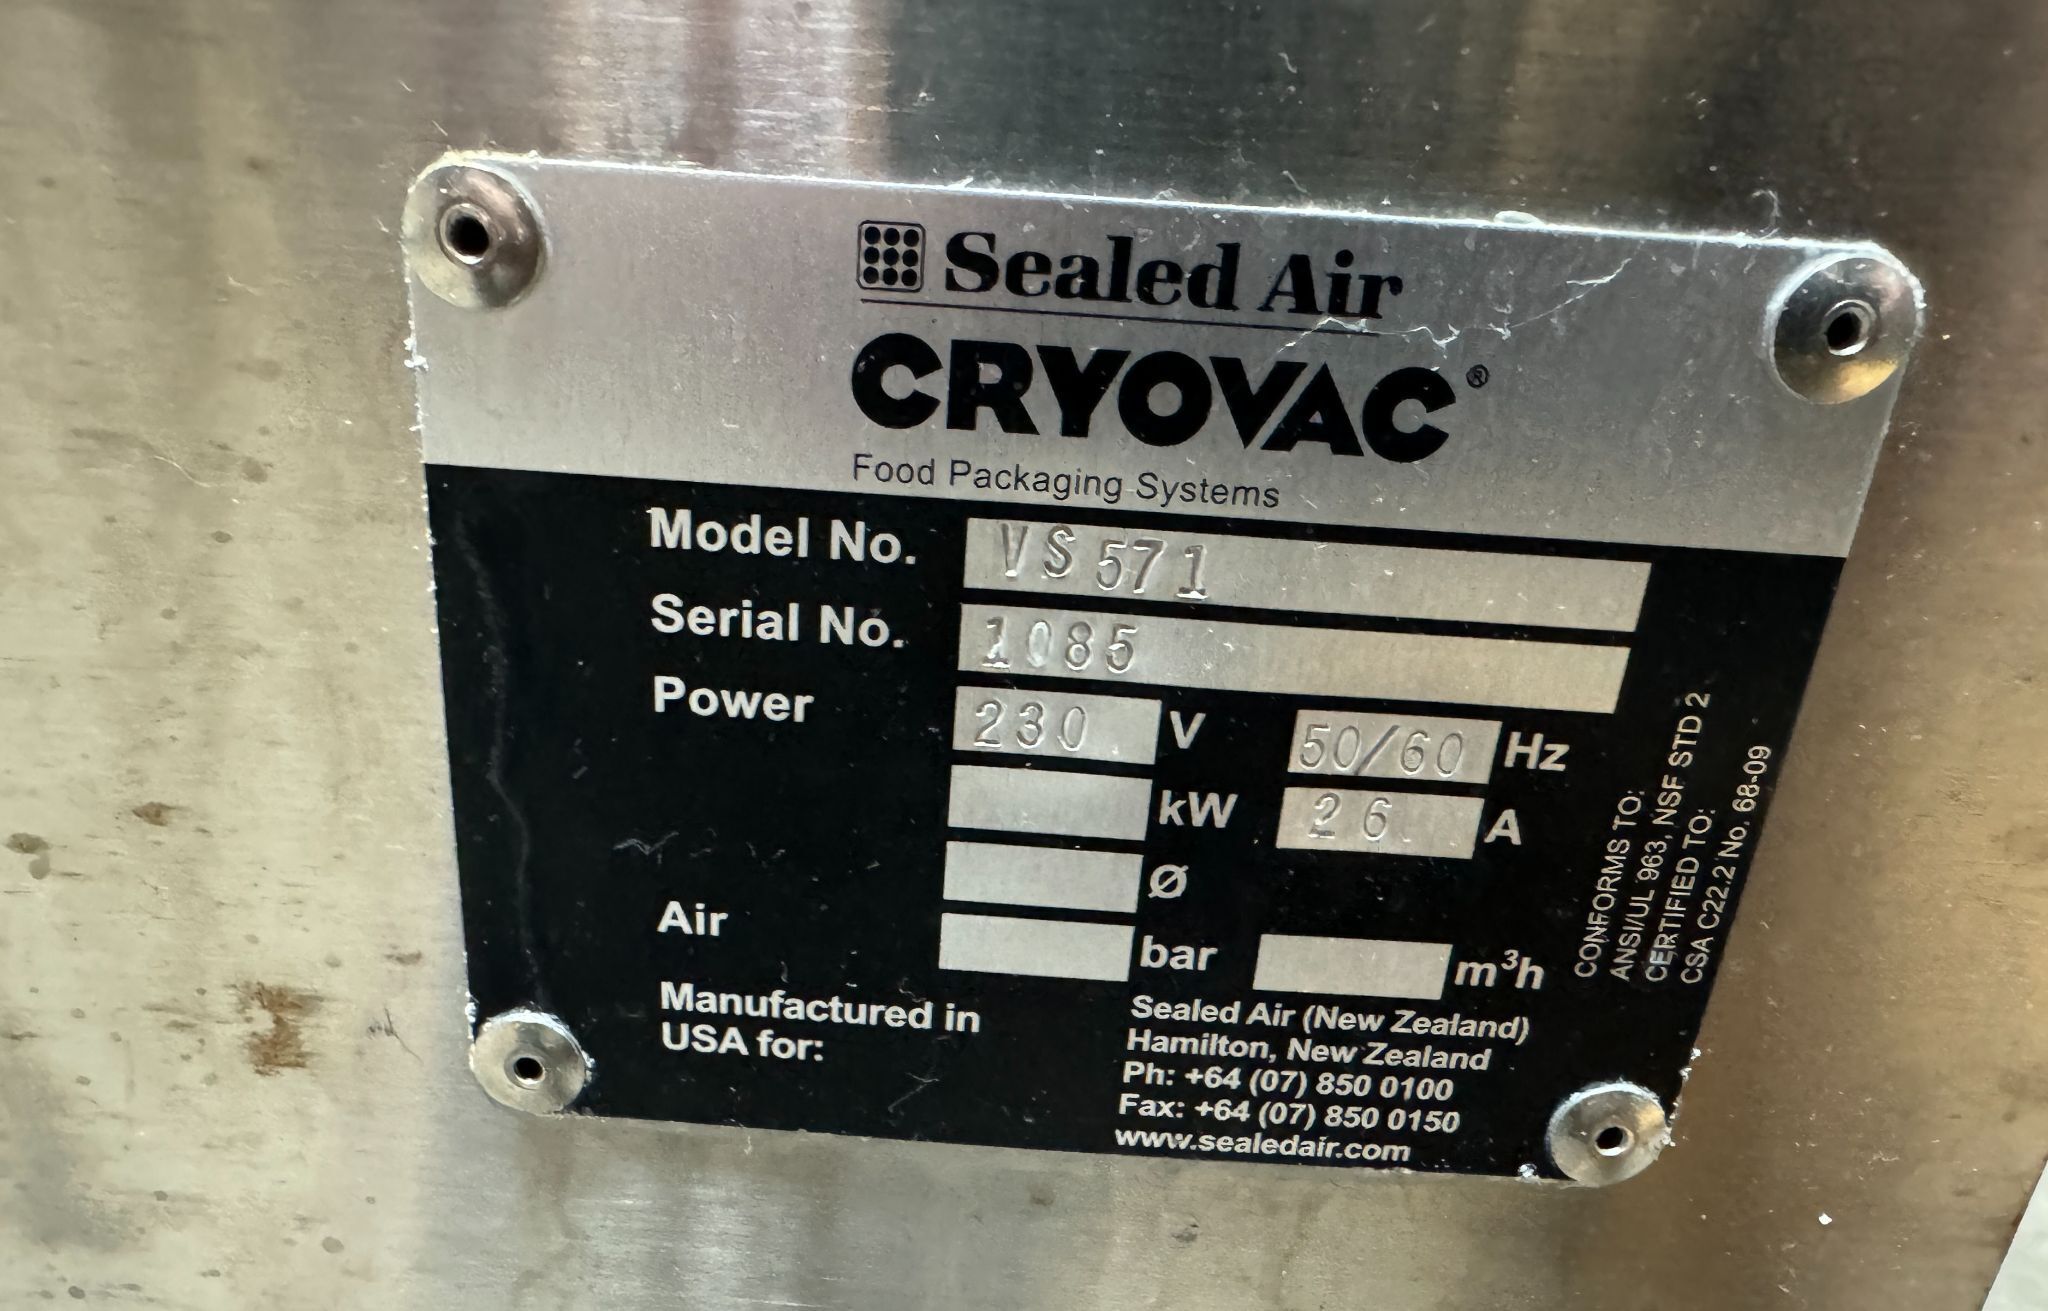 Sealed Air
CRYOVAC®
Food Packaging Systems
Model No. VS571
Serial No. 1085
Power 230 V 50/60 Hz
kW 26 A
Ø
Air bar m³h
Manufactured in
USA for:
Sealed Air (New Zealand)
Hamilton, New Zealand
Ph: +64 (07) 850 0100
Fax: +64 (07) 850 0150
www.sealedair.com
CONFORMS TO:
ANSI/UL 963, NSF STD 2
CERTIFIED TO:
CSA C22.2 No. 68-09